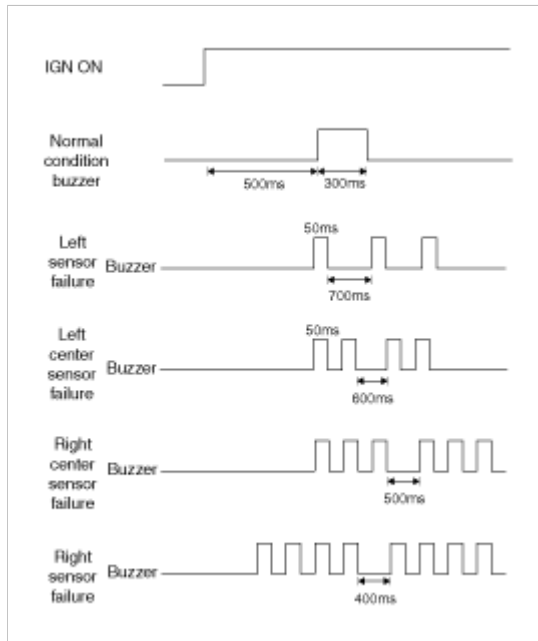 IGN ON
Normal
condition
buzzer
500ms 300ms
50ms
Left
sensor Buzzer
failure
700ms
50ms
Left
center
sensor Buzzer
failure
600ms
Right
center
sensor Buzzer
failure
500ms
Right
sensor Buzzer
failure
400ms